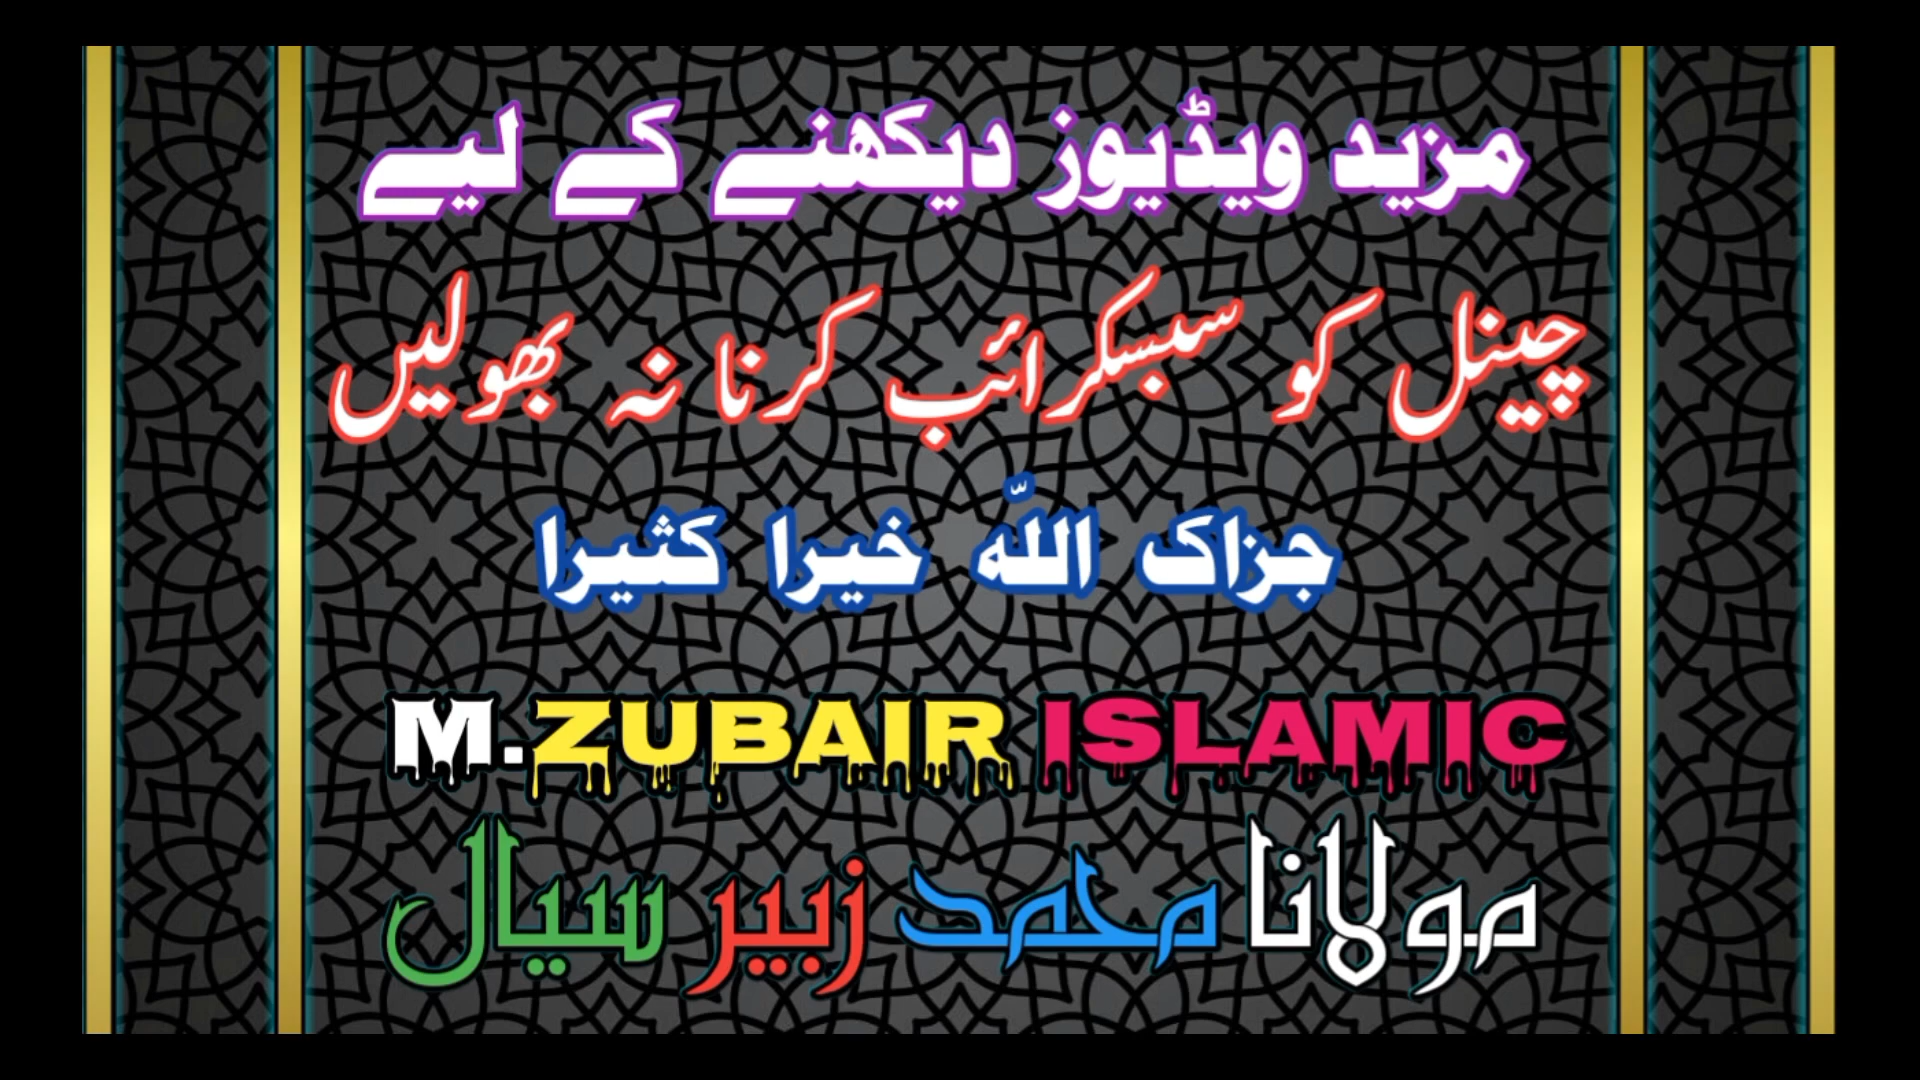 مزید ویڈیوز دیکھنے کے لیے
چینل کو سبسکرائب کرنا نہ بھولیں
جزاک اللّٰہ خیرا کثیرا
M.ZUBAIR ISLAMIC
مولانا محمد زبیر سیال